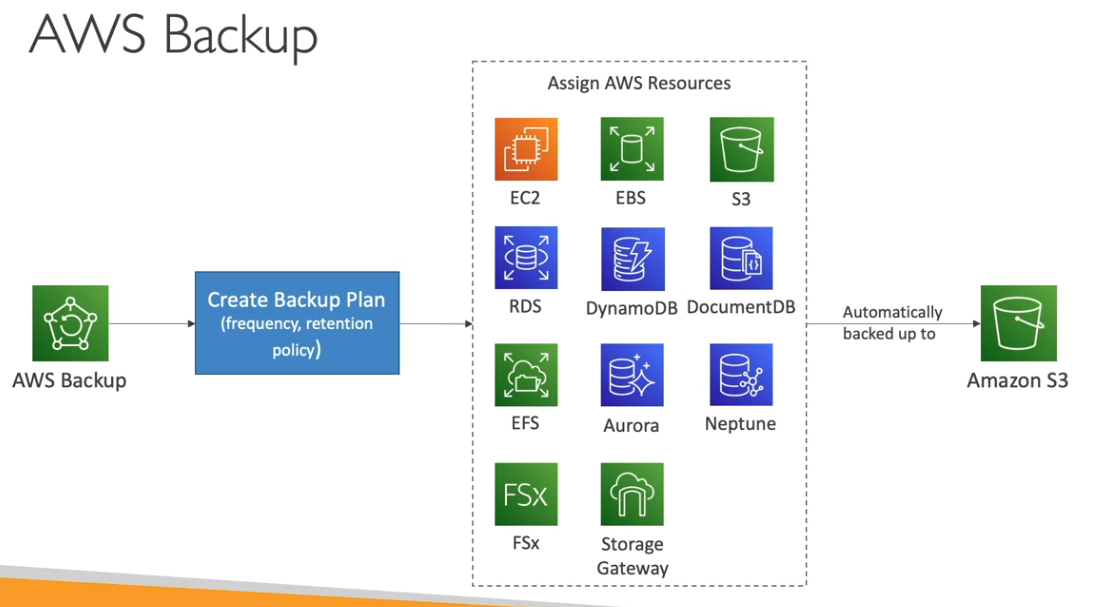 AWS Backup
Assign AWS Resources
EC2
EBS
S3
RDS
DynamoDB
DocumentDB
Create Backup Plan
(frequency, retention
policy)
Automatically
backed up to
AWS Backup
Amazon S3
EFS
Aurora
Neptune
FSx
FSx
Storage
Gateway